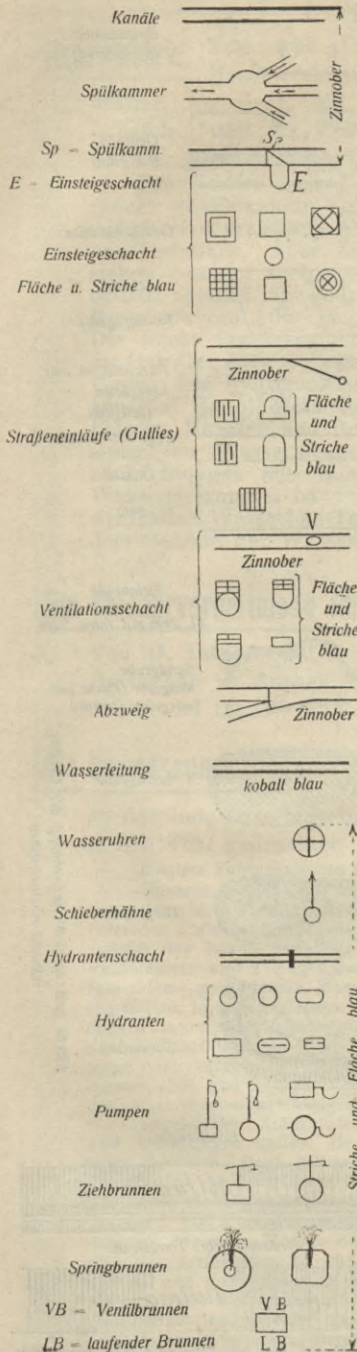 Kanäle
Zinnober
Spülkammer
Sp
Sp = Spülkamm.
E = Einsteigeschacht
E
Einsteigeschacht
Fläche u. Striche blau
Zinnober
Fläche
und
Striche
blau
Straßeneinläufe (Gullies)
V
Zinnober
Fläche
und
Striche
blau
Ventilationsschacht
Abzweig
Zinnober
Wasserleitung
kobalt blau
Wasseruhren
Schieberhähne
Hydrantenschacht
Hydranten
Striche und Fläche blau
Pumpen
Ziehbrunnen
Springbrunnen
VB = Ventilbrunnen
V B
LB = laufender Brunnen
L B